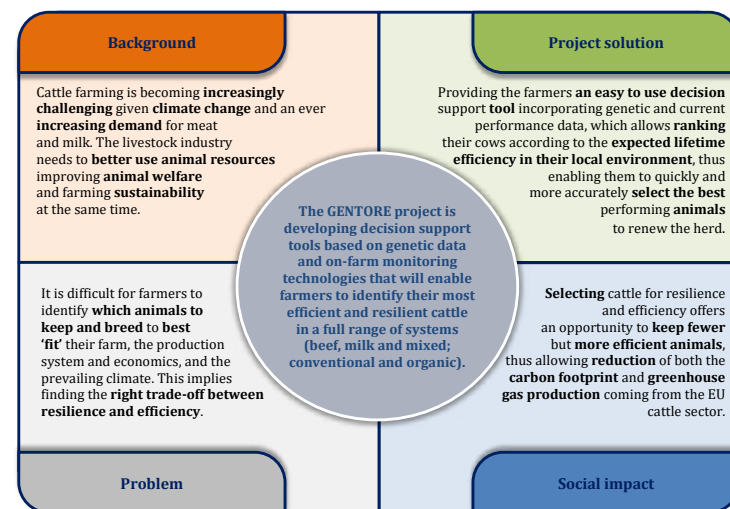 Background
Cattle farming is becoming increasingly
challenging given climate change and an ever
increasing demand for meat
and milk. The livestock industry
needs to better use animal resources
improving animal welfare
and farming sustainability
at the same time.
Project solution
Providing the farmers an easy to use decision
support tool incorporating genetic and current
performance data, which allows ranking
their cows according to the expected lifetime
efficiency in their local environment, thus
enabling them to quickly and
more accurately select the best
performing animals
to renew the herd.
The GENTORE project is
developing decision support
tools based on genetic data
and on-farm monitoring
technologies that will enable
farmers to identify their most
efficient and resilient cattle
in a full range of systems
(beef, milk and mixed;
conventional and organic).
It is difficult for farmers to
identify which animals to
keep and breed to best
‘fit’ their farm, the production
system and economics, and the
prevailing climate. This implies
finding the right trade-off between
resilience and efficiency.
Problem
Selecting cattle for resilience
and efficiency offers
an opportunity to keep fewer
but more efficient animals,
thus allowing reduction of both the
carbon footprint and greenhouse
gas production coming from the EU
cattle sector.
Social impact